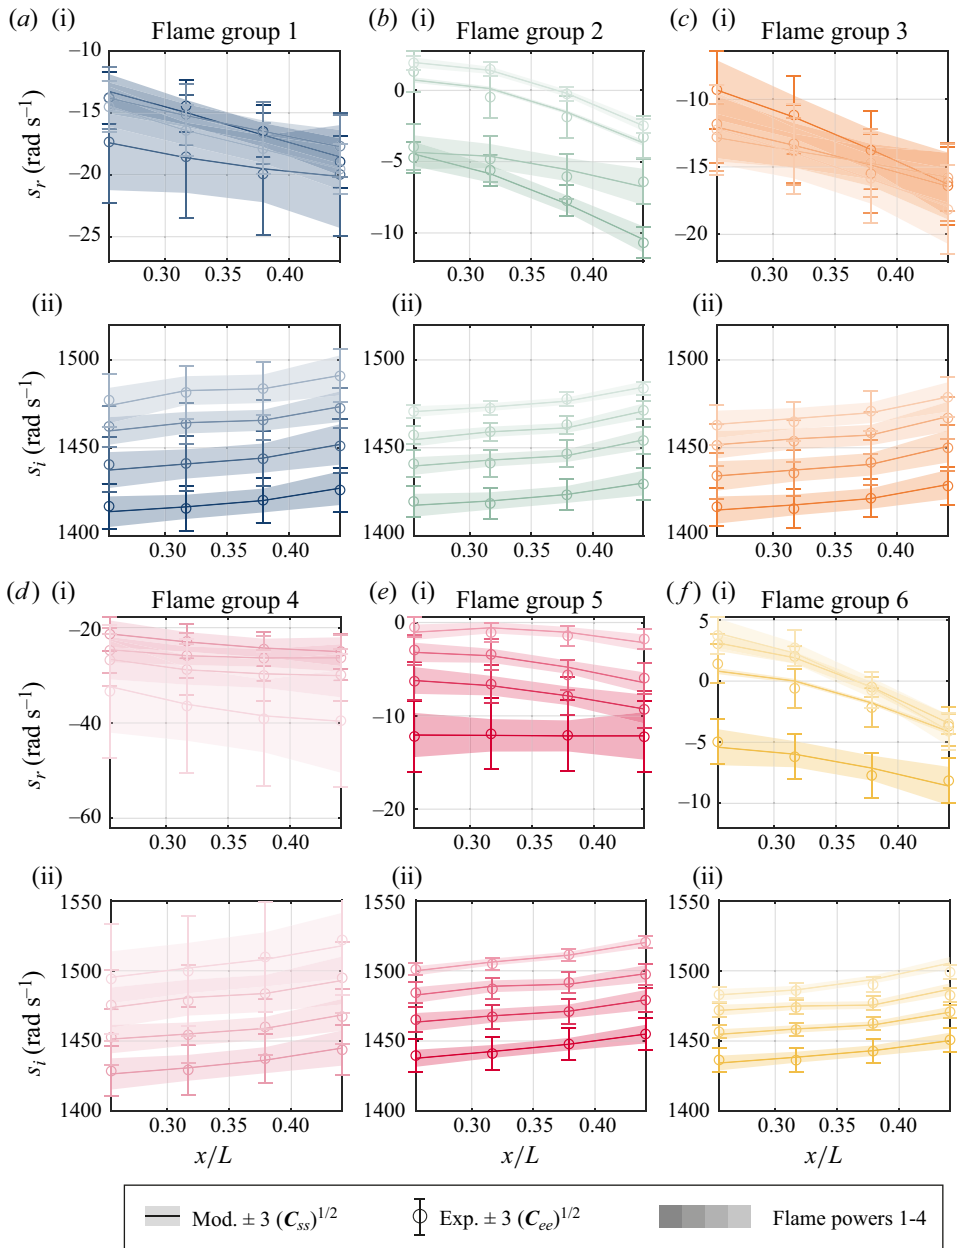 (a) (i) Flame group 1 (b) (i) Flame group 2 (c) (i) Flame group 3
−10
−15
−20
−25
s_r (rad s⁻¹)
0.30 0.35 0.40
0
−5
−10
0.30 0.35 0.40
−10
−15
−20
0.30 0.35 0.40
(ii) (ii) (ii)
1500
1450
1400
s_i (rad s⁻¹)
0.30 0.35 0.40
1500
1450
1400
0.30 0.35 0.40
1500
1450
1400
0.30 0.35 0.40
(d) (i) Flame group 4 (e) (i) Flame group 5 (f) (i) Flame group 6
−20
−40
−60
s_r (rad s⁻¹)
0.30 0.35 0.40
0
−10
−20
0.30 0.35 0.40
5
0
−5
−10
0.30 0.35 0.40
(ii) (ii) (ii)
1550
1500
1450
1400
s_i (rad s⁻¹)
0.30 0.35 0.40
x/L
1550
1500
1450
1400
0.30 0.35 0.40
x/L
1550
1500
1450
1400
0.30 0.35 0.40
x/L
Mod. ± 3 (C_ss)^1/2 Exp. ± 3 (C_ee)^1/2 Flame powers 1-4